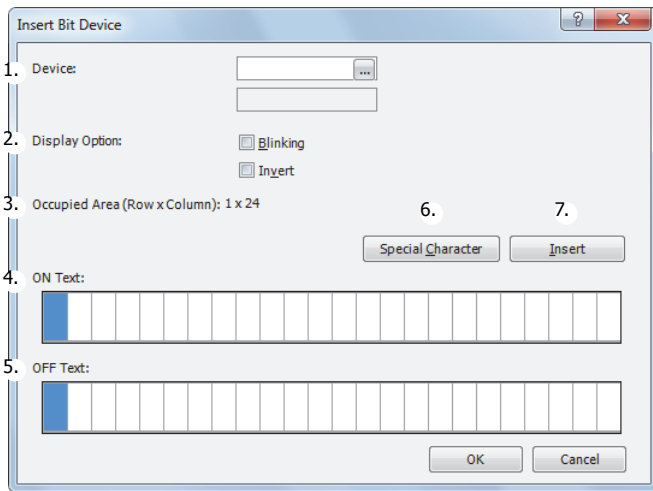 Insert Bit Device
? X
1. Device:
...
2. Display Option: Blinking
Invert
3. Occupied Area (Row x Column): 1 x 24
6. 7.
Special Character Insert
4. ON Text:
5. OFF Text:
OK Cancel